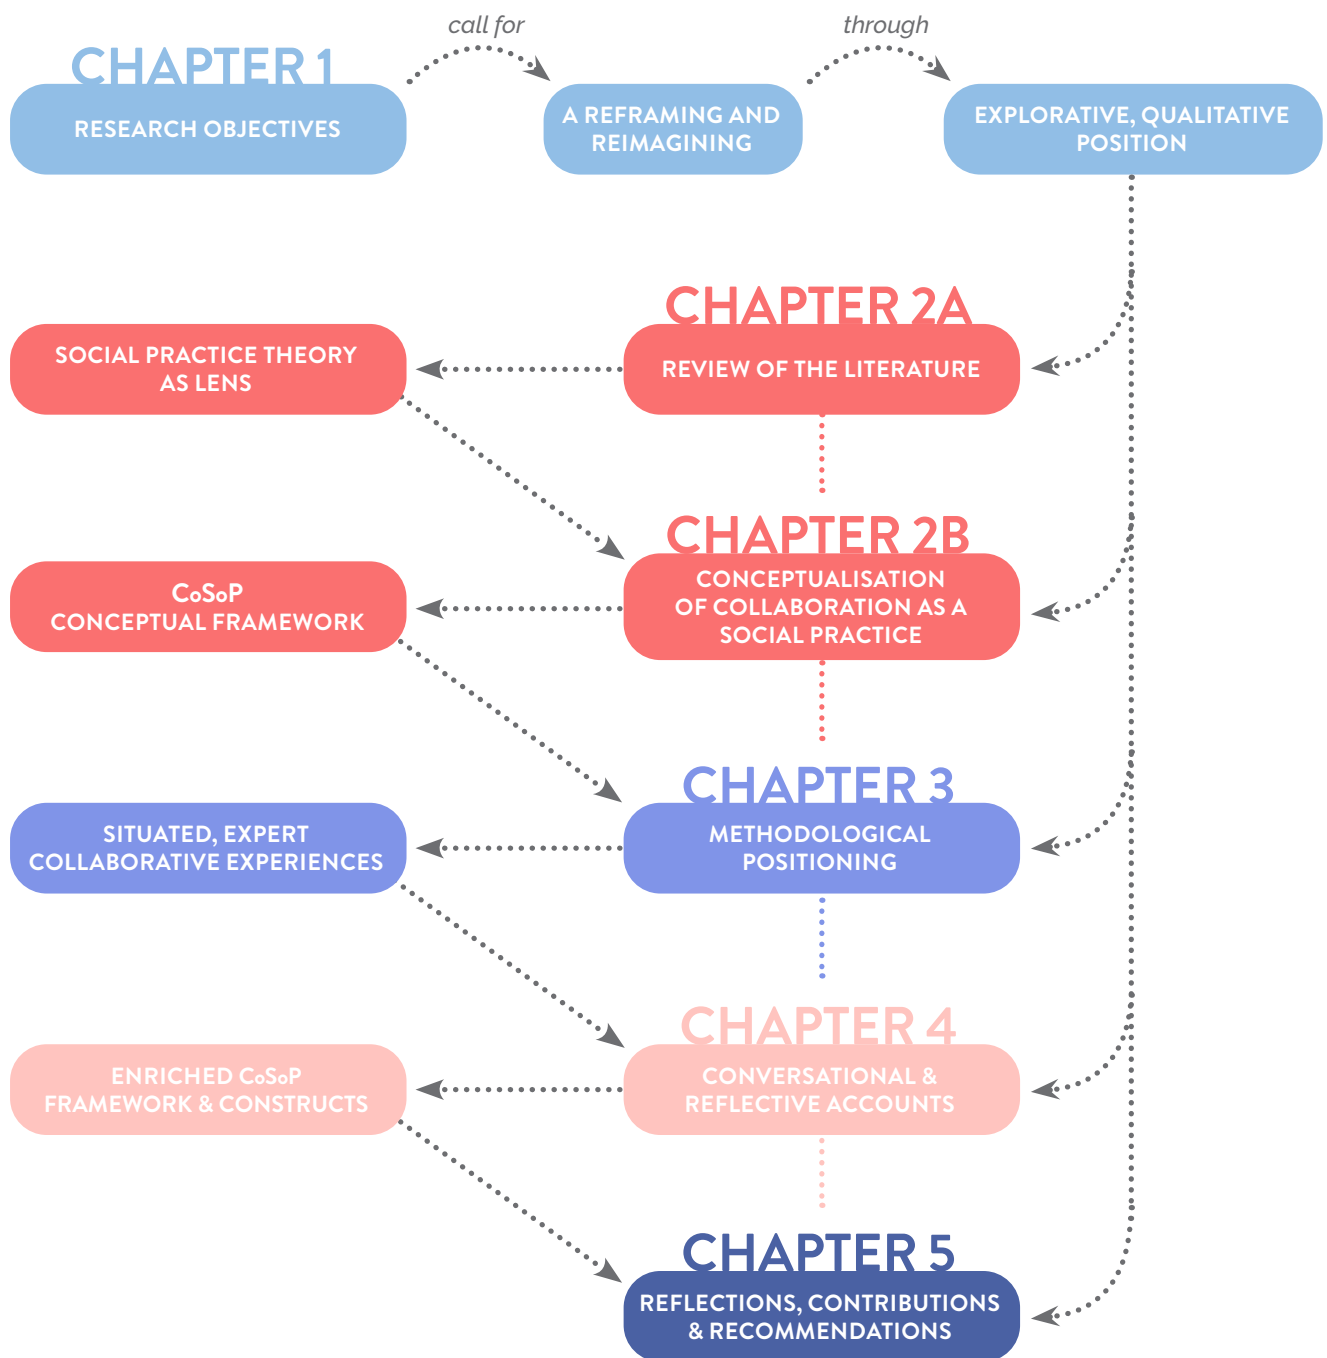 call for
through
CHAPTER 1
RESEARCH OBJECTIVES
A REFRAMING AND
REIMAGINING
EXPLORATIVE, QUALITATIVE
POSITION
CHAPTER 2A
SOCIAL PRACTICE THEORY
AS LENS
REVIEW OF THE LITERATURE
CHAPTER 2B
CoSoP
CONCEPTUAL FRAMEWORK
CONCEPTUALISATION
OF COLLABORATION AS A
SOCIAL PRACTICE
CHAPTER 3
SITUATED, EXPERT
COLLABORATIVE EXPERIENCES
METHODOLOGICAL
POSITIONING
CHAPTER 4
ENRICHED CoSoP
FRAMEWORK & CONSTRUCTS
CONVERSATIONAL &
REFLECTIVE ACCOUNTS
CHAPTER 5
REFLECTIONS, CONTRIBUTIONS
& RECOMMENDATIONS